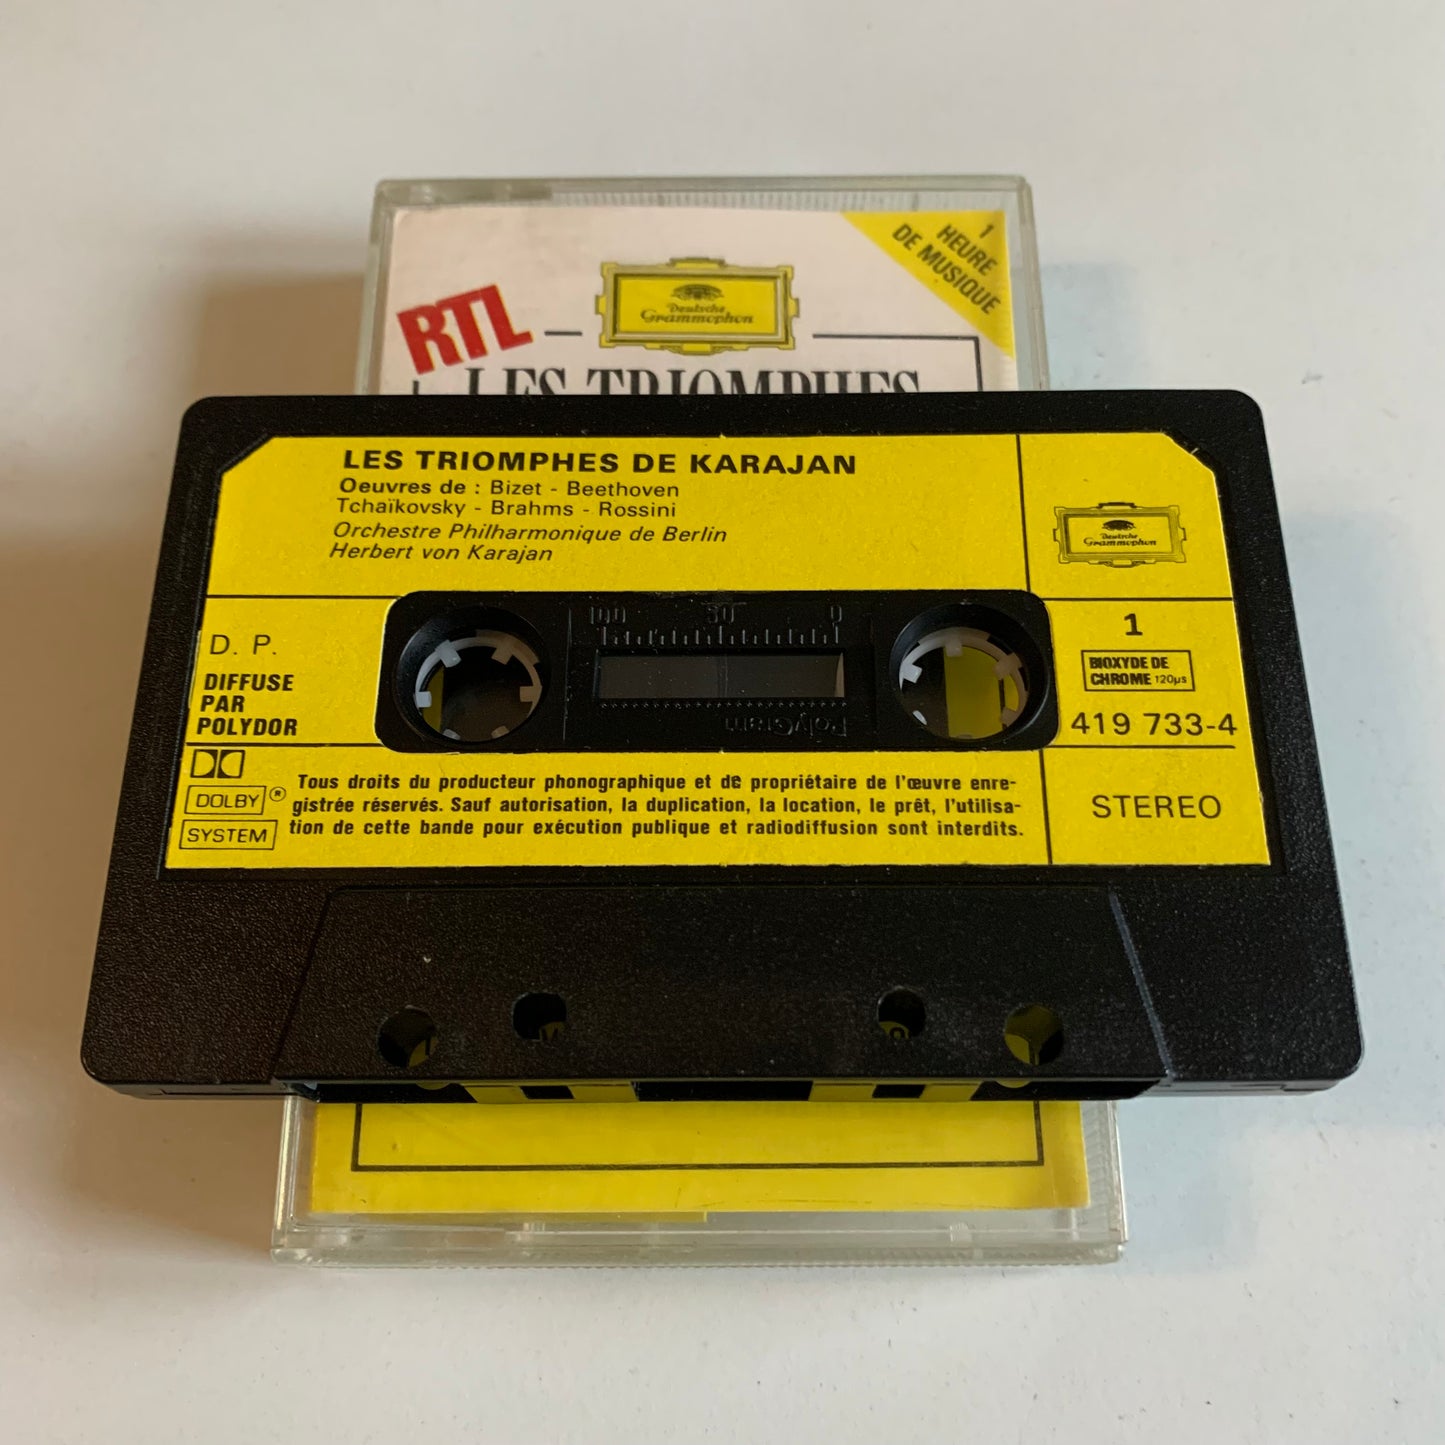 1
HEURE
DE MUSIQUE
Deutsche
Grammophon
RTL
LES TRIOMPHES
LES TRIOMPHES DE KARAJAN
Oeuvres de : Bizet - Beethoven
Tchaïkovsky - Brahms - Rossini
Orchestre Philharmonique de Berlin
Herbert von Karajan
Deutsche
Grammophon
100 50 0
PolyGram
D. P.
DIFFUSE
PAR
POLYDOR
1
BIOXYDE DE
CHROME 120µs
419 733-4
DOLBY ®
SYSTEM
Tous droits du producteur phonographique et de propriétaire de l'œuvre enre-
gistrée réservés. Sauf autorisation, la duplication, la location, le prêt, l'utilisa-
tion de cette bande pour exécution publique et radiodiffusion sont interdits.
STEREO